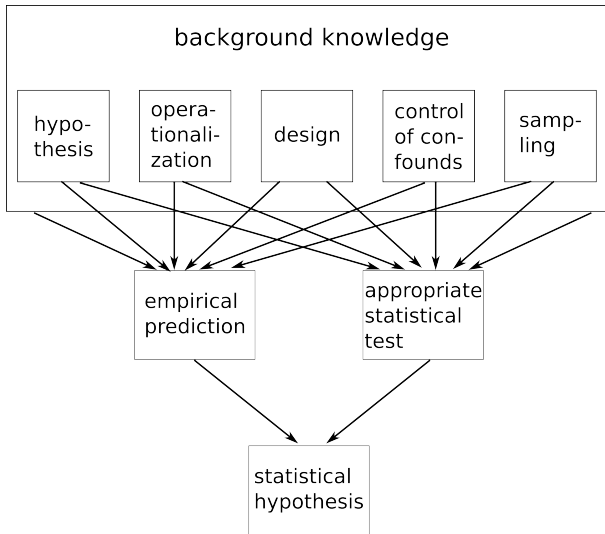 background knowledge
hypo-
thesis
opera-
tionali-
zation
design
control
of con-
founds
samp-
ling
empirical
prediction
appropriate
statistical
test
statistical
hypothesis